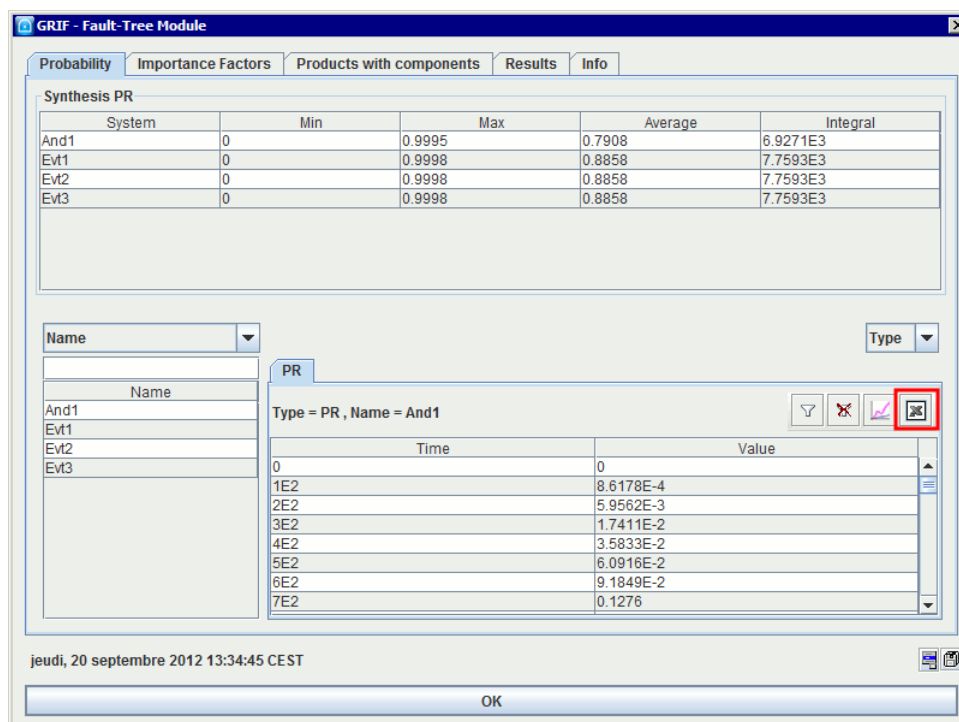 GRIF - Fault-Tree Module
Probability Importance Factors Products with components Results Info
Synthesis PR
System Min Max Average Integral
And1 0 0.9995 0.7908 6.9271E3
Evt1 0 0.9998 0.8858 7.7593E3
Evt2 0 0.9998 0.8858 7.7593E3
Evt3 0 0.9998 0.8858 7.7593E3
Name Type
PR
Name
And1
Evt1
Evt2
Evt3
Type = PR , Name = And1
Time Value
0 0
1E2 8.6178E-4
2E2 5.9562E-3
3E2 1.7411E-2
4E2 3.5833E-2
5E2 6.0916E-2
6E2 9.1849E-2
7E2 0.1276
jeudi, 20 septembre 2012 13:34:45 CEST
OK